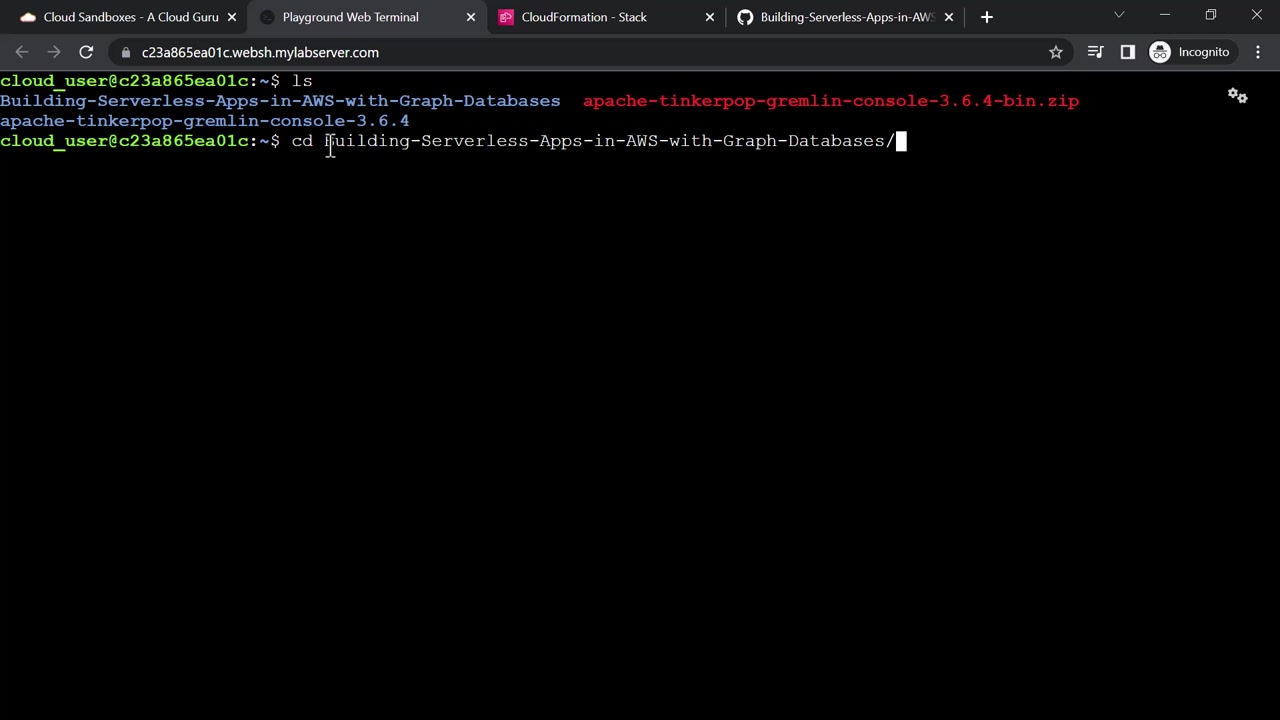 Cloud Sandboxes - A Cloud Guru
Playground Web Terminal
CloudFormation - Stack
Building-Serverless-Apps-in-AWS
c23a865ea01c.websh.mylabserver.com
Incognito
cloud_user@c23a865ea01c:~$ ls
Building-Serverless-Apps-in-AWS-with-Graph-Databases apache-tinkerpop-gremlin-console-3.6.4-bin.zip
apache-tinkerpop-gremlin-console-3.6.4
cloud_user@c23a865ea01c:~$ cd Building-Serverless-Apps-in-AWS-with-Graph-Databases/